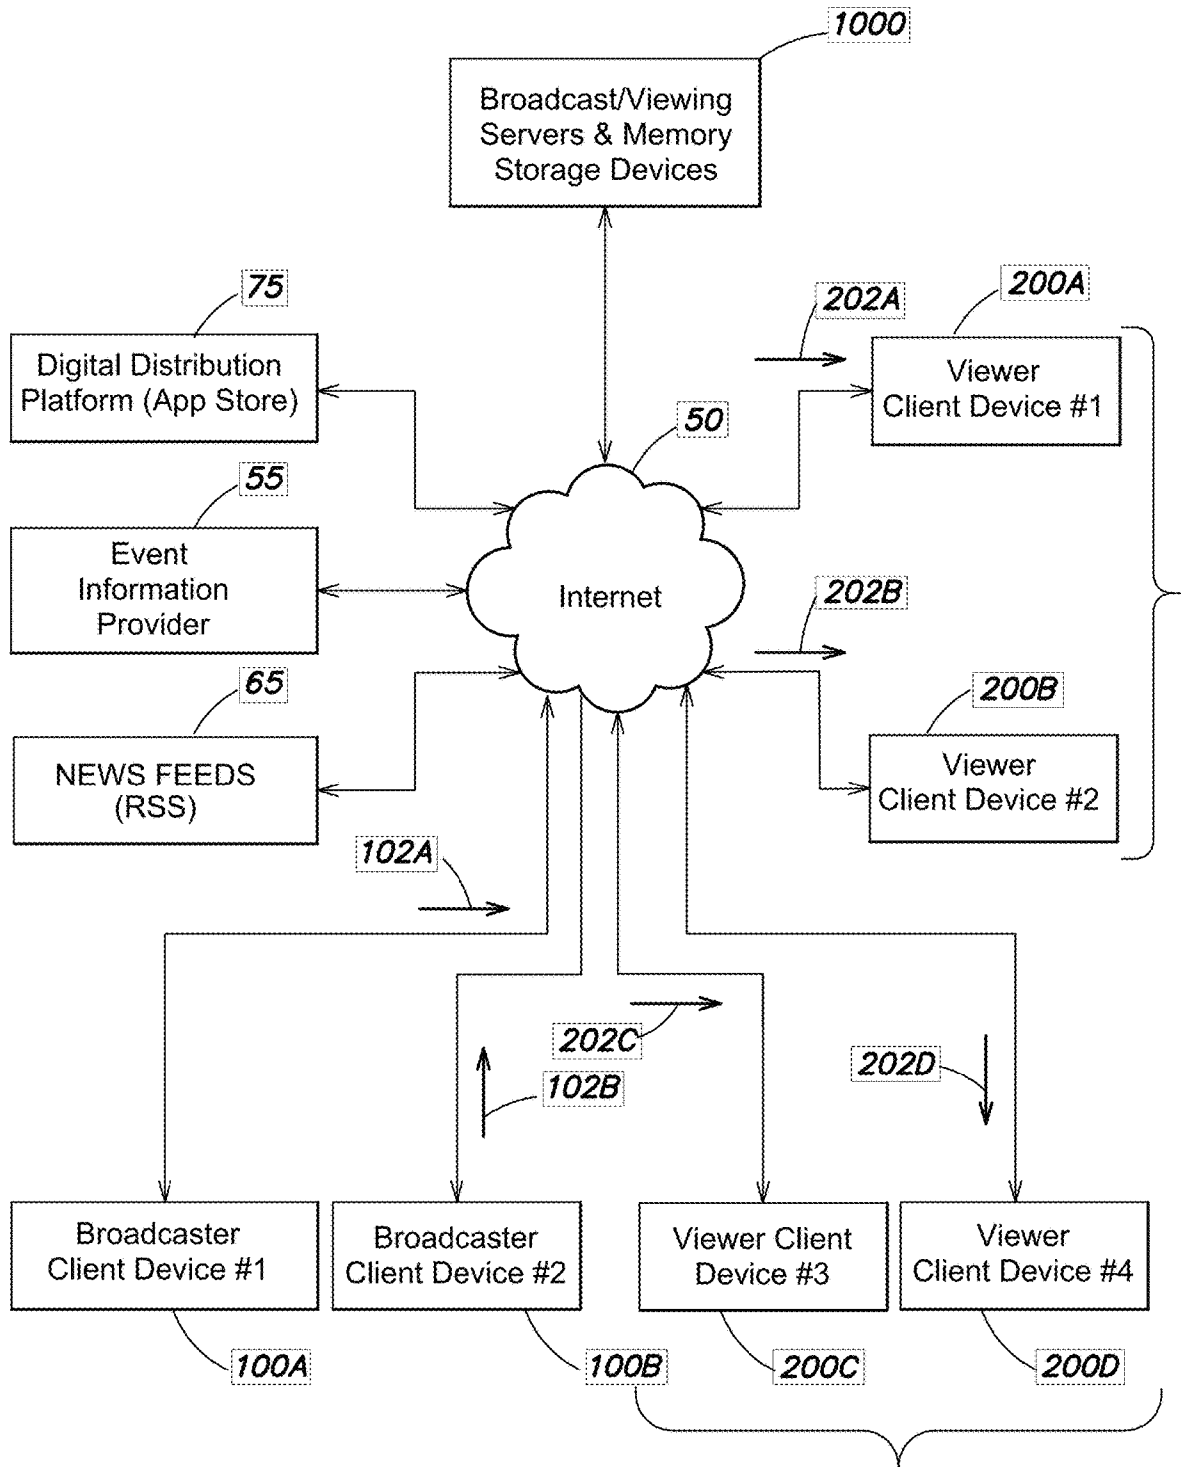 1000
Broadcast/Viewing
Servers & Memory
Storage Devices
75
Digital Distribution
Platform (App Store)
202A
200A
Viewer
Client Device #1
50
55
Event
Information
Provider
Internet
202B
65
NEWS FEEDS
(RSS)
200B
Viewer
Client Device #2
102A
202C
102B
202D
Broadcaster
Client Device #1
Broadcaster
Client Device #2
Viewer Client
Device #3
Viewer
Client Device #4
100A
100B
200C
200D